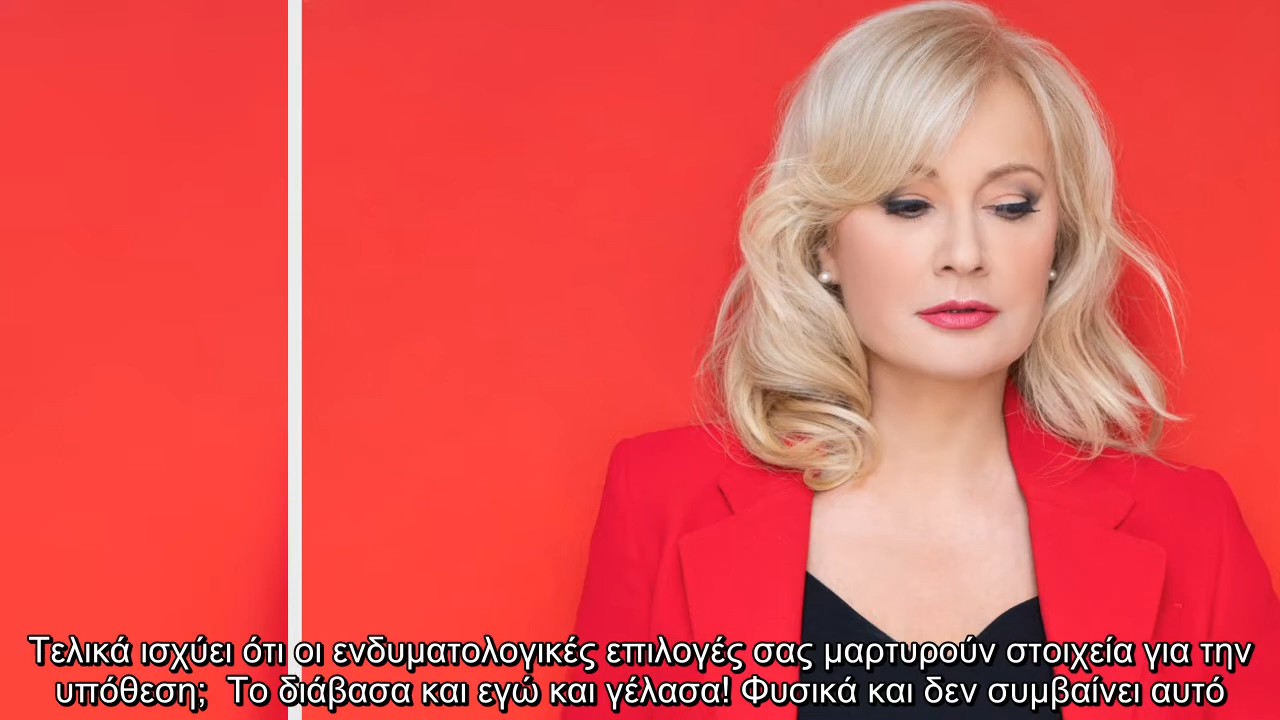 Τελικά ισχύει ότι οι ενδυματολογικές επιλογές σας μαρτυρούν στοιχεία για την
υπόθεση; Το διάβασα και εγώ και γέλασα! Φυσικά και δεν συμβαίνει αυτό